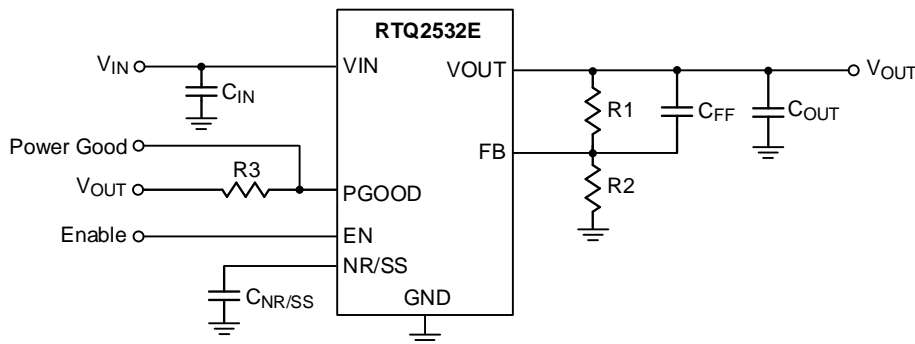 RTQ2532E
VIN
VIN
CIN
VOUT
VOUT
R1
CFF
COUT
Power Good
FB
R3
VOUT
PGOOD
R2
Enable
EN
NR/SS
CNR/SS
GND